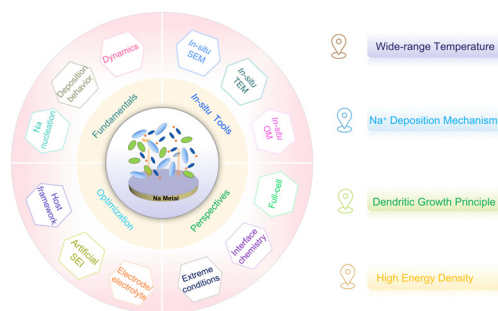 Dynamics
Deposition
behavior
Na
nucleation
Fundamentals
In-situ
SEM
In-situ
TEM
In-situ
OM
In-situ Tools
Na Metal
Optimization
Host
framework
Artificial
SEI
Electrode/
electrolyte
Perspectives
Full-cell
Interface
chemistry
Extreme
conditions
Wide-range Temperature
Na⁺ Deposition Mechanism
Dendritic Growth Principle
High Energy Density